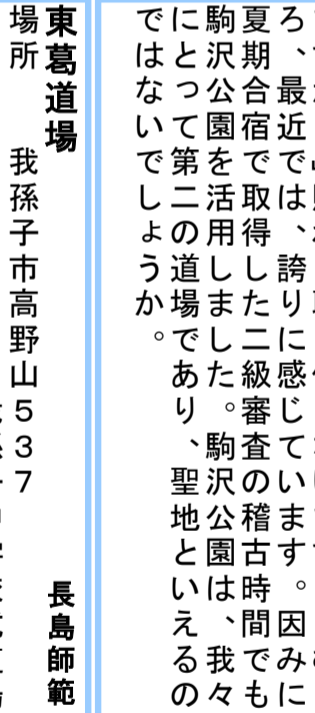 ろ、最近では、誇りに感じています。因みに
夏期合宿で取得した二級審査の稽古時間でも
駒沢公園を活用しました。駒沢公園は、我々
にとって第二の道場であり、聖地といえるの
ではないでしょうか。
東葛道場 長島師範
場所 我孫子市高野山537